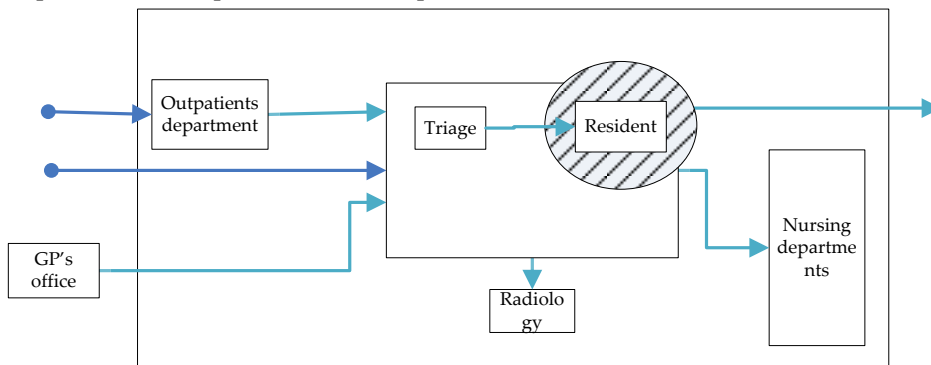 Outpatients
department
Triage
Resident
Nursing
departme
nts
GP's
office
Radiolo
gy